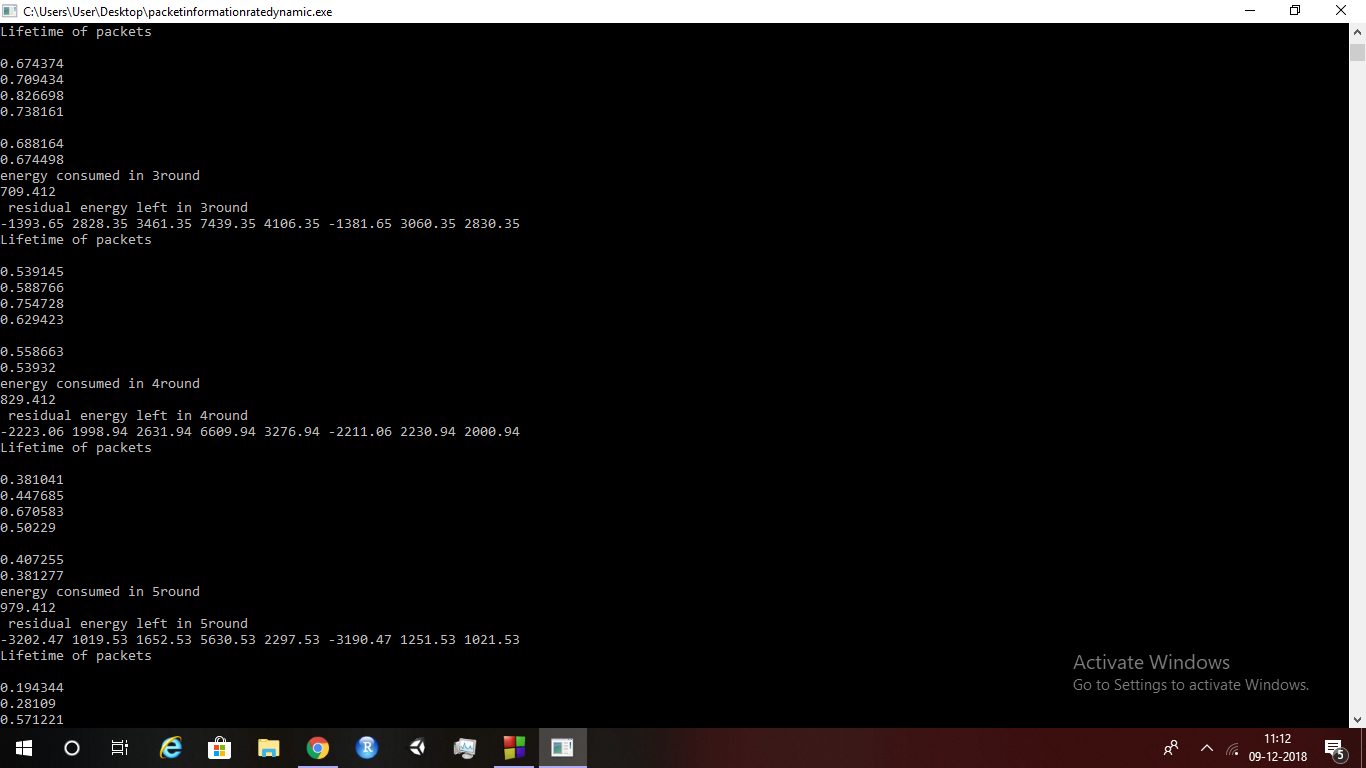 C:\Users\User\Desktop\packetinformationratedynamic.exe
Lifetime of packets
0.674374
0.709434
0.826698
0.738161
0.688164
0.674498
energy consumed in 3round
709.412
residual energy left in 3round
-1393.65 2828.35 3461.35 7439.35 4106.35 -1381.65 3060.35 2830.35
Lifetime of packets
0.539145
0.588766
0.754728
0.629423
0.558663
0.53932
energy consumed in 4round
829.412
residual energy left in 4round
-2223.06 1998.94 2631.94 6609.94 3276.94 -2211.06 2230.94 2000.94
Lifetime of packets
0.381041
0.447685
0.670583
0.50229
0.407255
0.381277
energy consumed in 5round
979.412
residual energy left in 5round
-3202.47 1019.53 1652.53 5630.53 2297.53 -3190.47 1251.53 1021.53
Lifetime of packets
0.194344
0.28109
0.571221
Activate Windows
Go to Settings to activate Windows.
R
11:12
09-12-2018
5